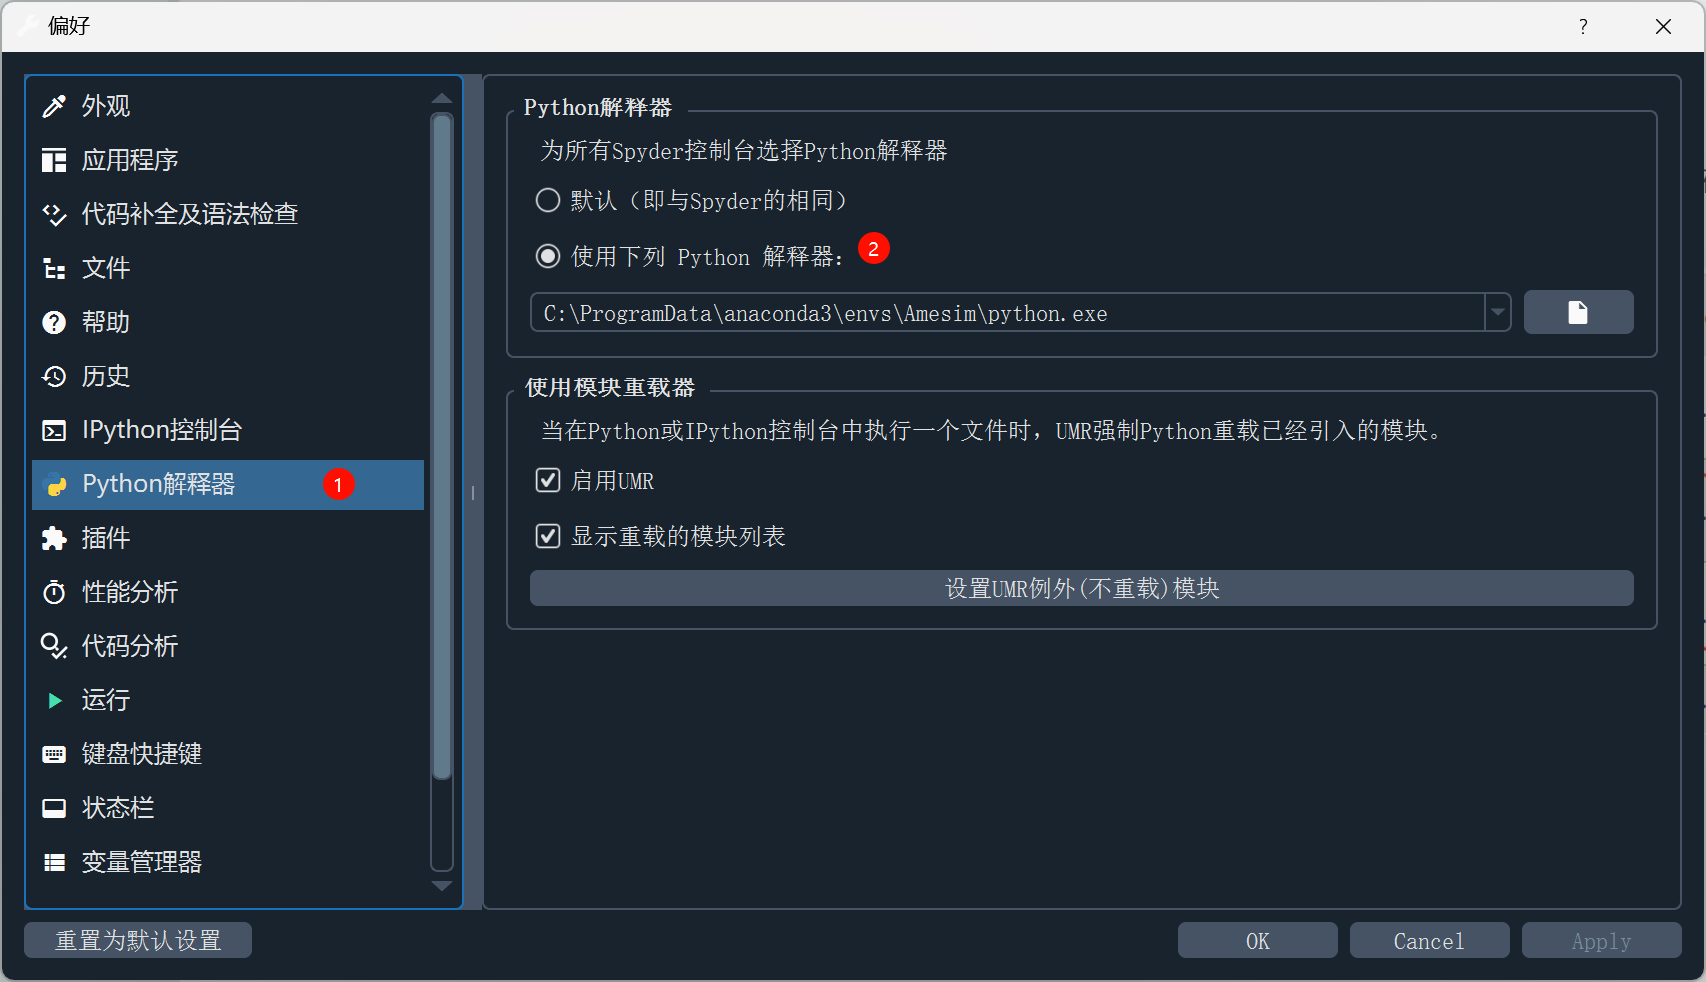 偏好
?
外观
应用程序
代码补全及语法检查
文件
帮助
历史
IPython控制台
Python解释器
1
插件
性能分析
代码分析
运行
键盘快捷键
状态栏
变量管理器
重置为默认设置
Python解释器
为所有Spyder控制台选择Python解释器
默认（即与Spyder的相同）
使用下列 Python 解释器：
2
C:\ProgramData\anaconda3\envs\Amesim\python.exe
使用模块重载器
当在Python或IPython控制台中执行一个文件时，UMR强制Python重载已经引入的模块。
启用UMR
显示重载的模块列表
设置UMR例外(不重载)模块
OK
Cancel
Apply